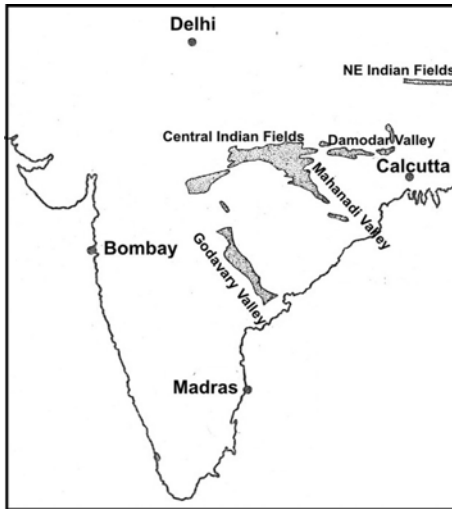 Delhi
NE Indian Fields
Central Indian Fields
Damodar Valley
Calcutta
Mahanadi Valley
Bombay
Godavary Valley
Madras